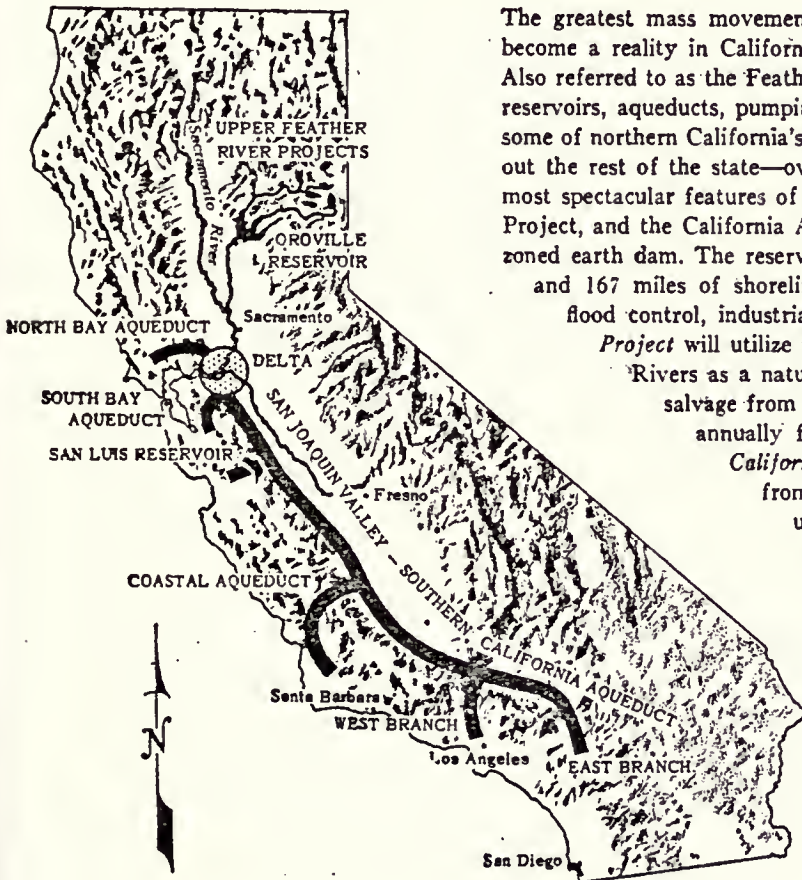 The greatest mass movement
become a reality in Californ
Also referred to as the Feath
reservoirs, aqueducts, pumpi
some of northern California's
out the rest of the state—ov
most spectacular features of
Project, and the California A
zoned earth dam. The reserv
and 167 miles of shoreli
flood control, industria
Project will utilize
Rivers as a natu
salvage from
annually f
Californ
from
u
Sacramento River
UPPER FEATHER
RIVER PROJECTS
OROVILLE
RESERVOIR
Sacramento
NORTH BAY AQUEDUCT
DELTA
SOUTH BAY
AQUEDUCT
SAN LUIS RESERVOIR
SAN JOAQUIN VALLEY – SOUTHERN CALIFORNIA AQUEDUCT
Fresno
COASTAL AQUEDUCT
Santa Barbara
WEST BRANCH
Los Angeles
EAST BRANCH
San Diego
N